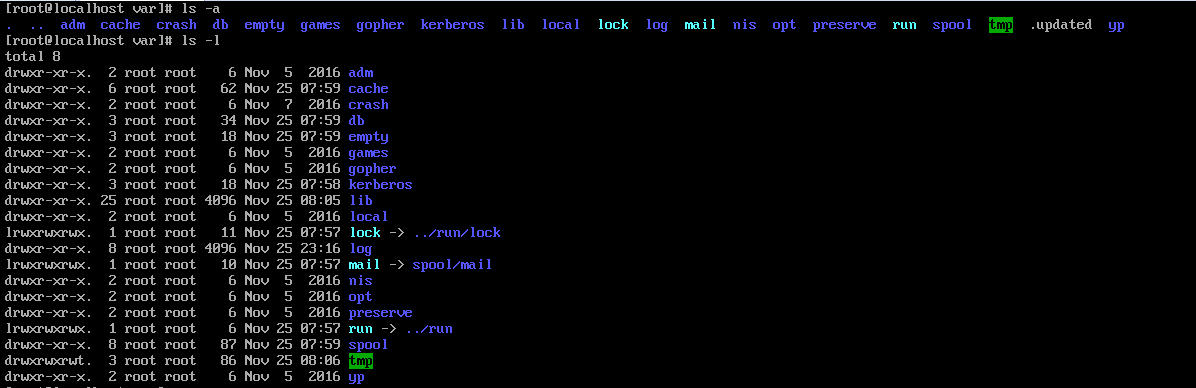 [root@localhost var]# ls -a
.  ..  adm  cache  crash  db  empty  games  gopher  kerberos  lib  local  lock  log  mail  nis  opt  preserve  run  spool  tmp  .updated  yp
[root@localhost var]# ls -l
total 8
drwxr-xr-x.  2 root root    6 Nov  5  2016 adm
drwxr-xr-x.  6 root root   62 Nov 25 07:59 cache
drwxr-xr-x.  2 root root    6 Nov  7  2016 crash
drwxr-xr-x.  3 root root   34 Nov 25 07:59 db
drwxr-xr-x.  3 root root   18 Nov 25 07:59 empty
drwxr-xr-x.  2 root root    6 Nov  5  2016 games
drwxr-xr-x.  2 root root    6 Nov  5  2016 gopher
drwxr-xr-x.  3 root root   18 Nov 25 07:58 kerberos
drwxr-xr-x. 25 root root 4096 Nov 25 08:05 lib
drwxr-xr-x.  2 root root    6 Nov  5  2016 local
lrwxrwxrwx.  1 root root   11 Nov 25 07:57 lock -> ../run/lock
drwxr-xr-x.  8 root root 4096 Nov 25 23:16 log
lrwxrwxrwx.  1 root root   10 Nov 25 07:57 mail -> spool/mail
drwxr-xr-x.  2 root root    6 Nov  5  2016 nis
drwxr-xr-x.  2 root root    6 Nov  5  2016 opt
drwxr-xr-x.  2 root root    6 Nov  5  2016 preserve
lrwxrwxrwx.  1 root root    6 Nov 25 07:57 run -> ../run
drwxr-xr-x.  8 root root   87 Nov 25 07:59 spool
drwxrwxrwt.  3 root root   86 Nov 25 08:06 tmp
drwxr-xr-x.  2 root root    6 Nov  5  2016 yp